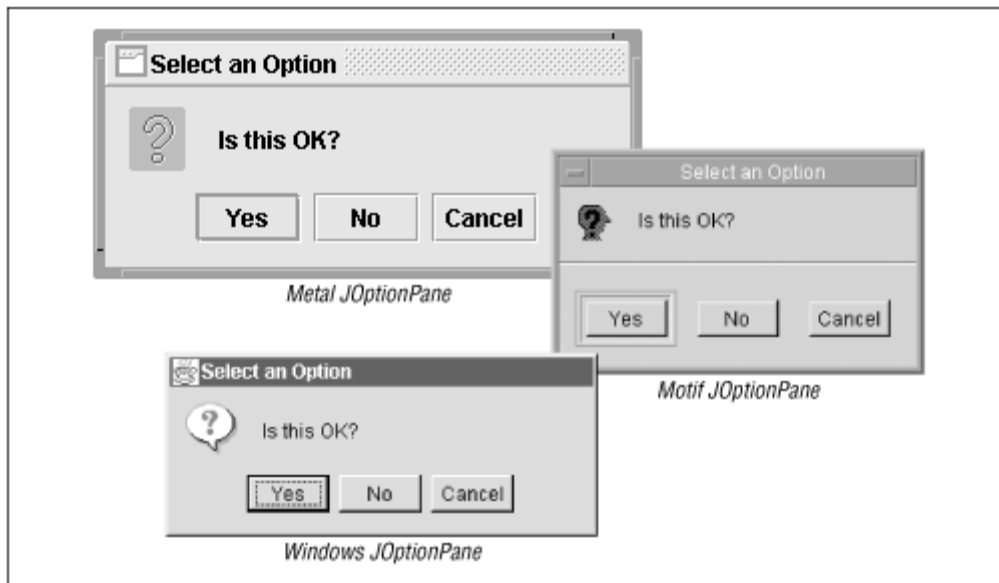 Select an Option
Is this OK?
Yes No Cancel
Metal JOptionPane
Select an Option
Is this OK?
Yes No Cancel
Motif JOptionPane
Select an Option
Is this OK?
Yes No Cancel
Windows JOptionPane